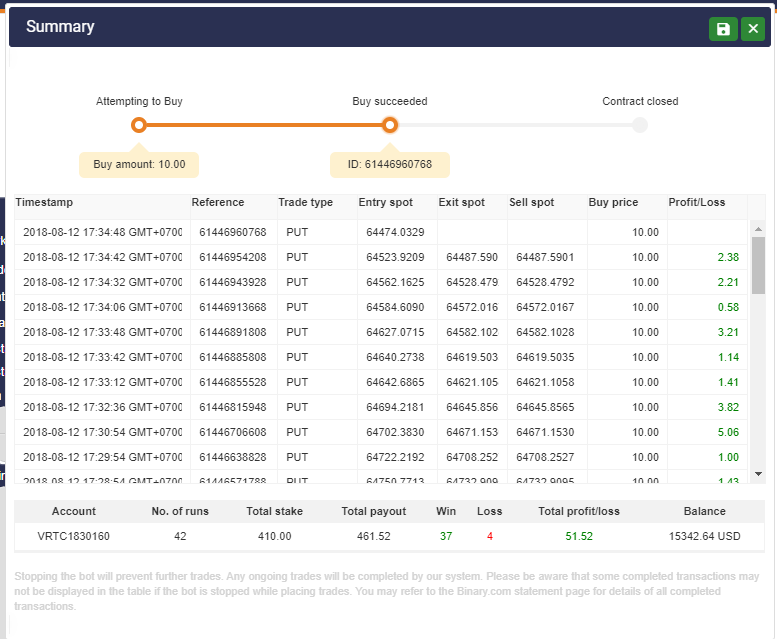 Summary
Attempting to Buy Buy succeeded Contract closed
Buy amount: 10.00 ID: 61446960768
Timestamp Reference Trade type Entry spot Exit spot Sell spot Buy price Profit/Loss
2018-08-12 17:34:48 GMT+0700 61446960768 PUT 64474.0329 10.00
2018-08-12 17:34:42 GMT+0700 61446954208 PUT 64523.9209 64487.590 64487.5901 10.00 2.38
2018-08-12 17:34:32 GMT+0700 61446943928 PUT 64562.1625 64528.479 64528.4792 10.00 2.21
2018-08-12 17:34:06 GMT+0700 61446913668 PUT 64584.6090 64572.016 64572.0167 10.00 0.58
2018-08-12 17:33:48 GMT+0700 61446891808 PUT 64627.0715 64582.102 64582.1028 10.00 3.21
2018-08-12 17:33:42 GMT+0700 61446885808 PUT 64640.2738 64619.503 64619.5035 10.00 1.14
2018-08-12 17:33:12 GMT+0700 61446855528 PUT 64642.6865 64621.105 64621.1058 10.00 1.41
2018-08-12 17:32:36 GMT+0700 61446815948 PUT 64694.2181 64645.856 64645.8565 10.00 3.82
2018-08-12 17:30:54 GMT+0700 61446706608 PUT 64702.3830 64671.153 64671.1530 10.00 5.06
2018-08-12 17:29:54 GMT+0700 61446638828 PUT 64722.2192 64708.252 64708.2527 10.00 1.00
2018-08-12 17:28:54 GMT+0700 61446571788 PUT 64750.7713 64732.909 64732.9095 10.00 1.43
Account No. of runs Total stake Total payout Win Loss Total profit/loss Balance
VRTC1830160 42 410.00 461.52 37 4 51.52 15342.64 USD
Stopping the bot will prevent further trades. Any ongoing trades will be completed by our system. Please be aware that some completed transactions may
not be displayed in the table if the bot is stopped while placing trades. You may refer to the Binary.com statement page for details of all completed
transactions.